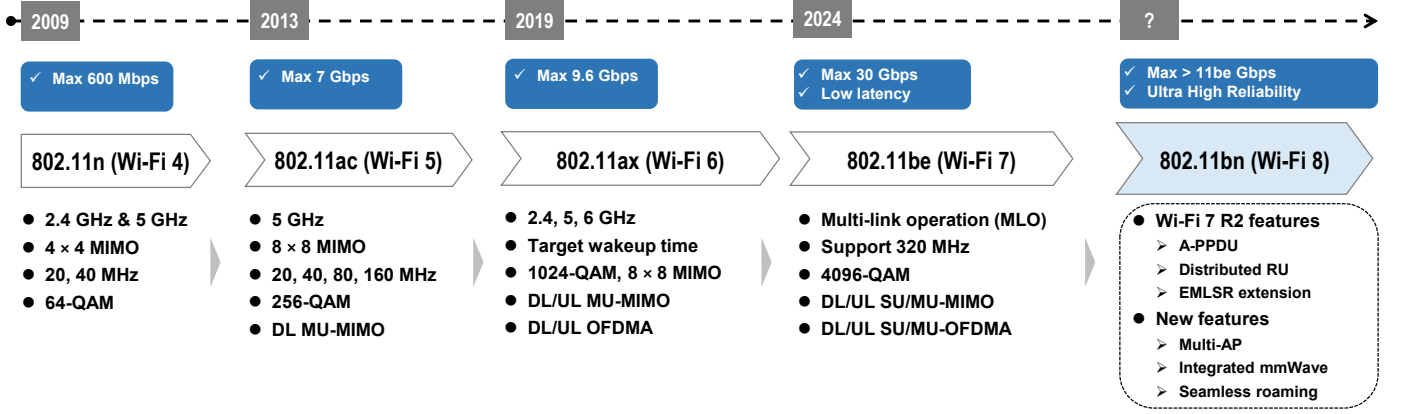 2009
2013
2019
2024
?
✓ Max 600 Mbps
✓ Max 7 Gbps
✓ Max 9.6 Gbps
✓ Max 30 Gbps
✓ Low latency
✓ Max > 11be Gbps
✓ Ultra High Reliability
802.11n (Wi-Fi 4)
802.11ac (Wi-Fi 5)
802.11ax (Wi-Fi 6)
802.11be (Wi-Fi 7)
802.11bn (Wi-Fi 8)
● 2.4 GHz & 5 GHz
● 4 × 4 MIMO
● 20, 40 MHz
● 64-QAM
● 5 GHz
● 8 × 8 MIMO
● 20, 40, 80, 160 MHz
● 256-QAM
● DL MU-MIMO
● 2.4, 5, 6 GHz
● Target wakeup time
● 1024-QAM, 8 × 8 MIMO
● DL/UL MU-MIMO
● DL/UL OFDMA
● Multi-link operation (MLO)
● Support 320 MHz
● 4096-QAM
● DL/UL SU/MU-MIMO
● DL/UL SU/MU-OFDMA
● Wi-Fi 7 R2 features
➢ A-PPDU
➢ Distributed RU
➢ EMLSR extension
● New features
➢ Multi-AP
➢ Integrated mmWave
➢ Seamless roaming